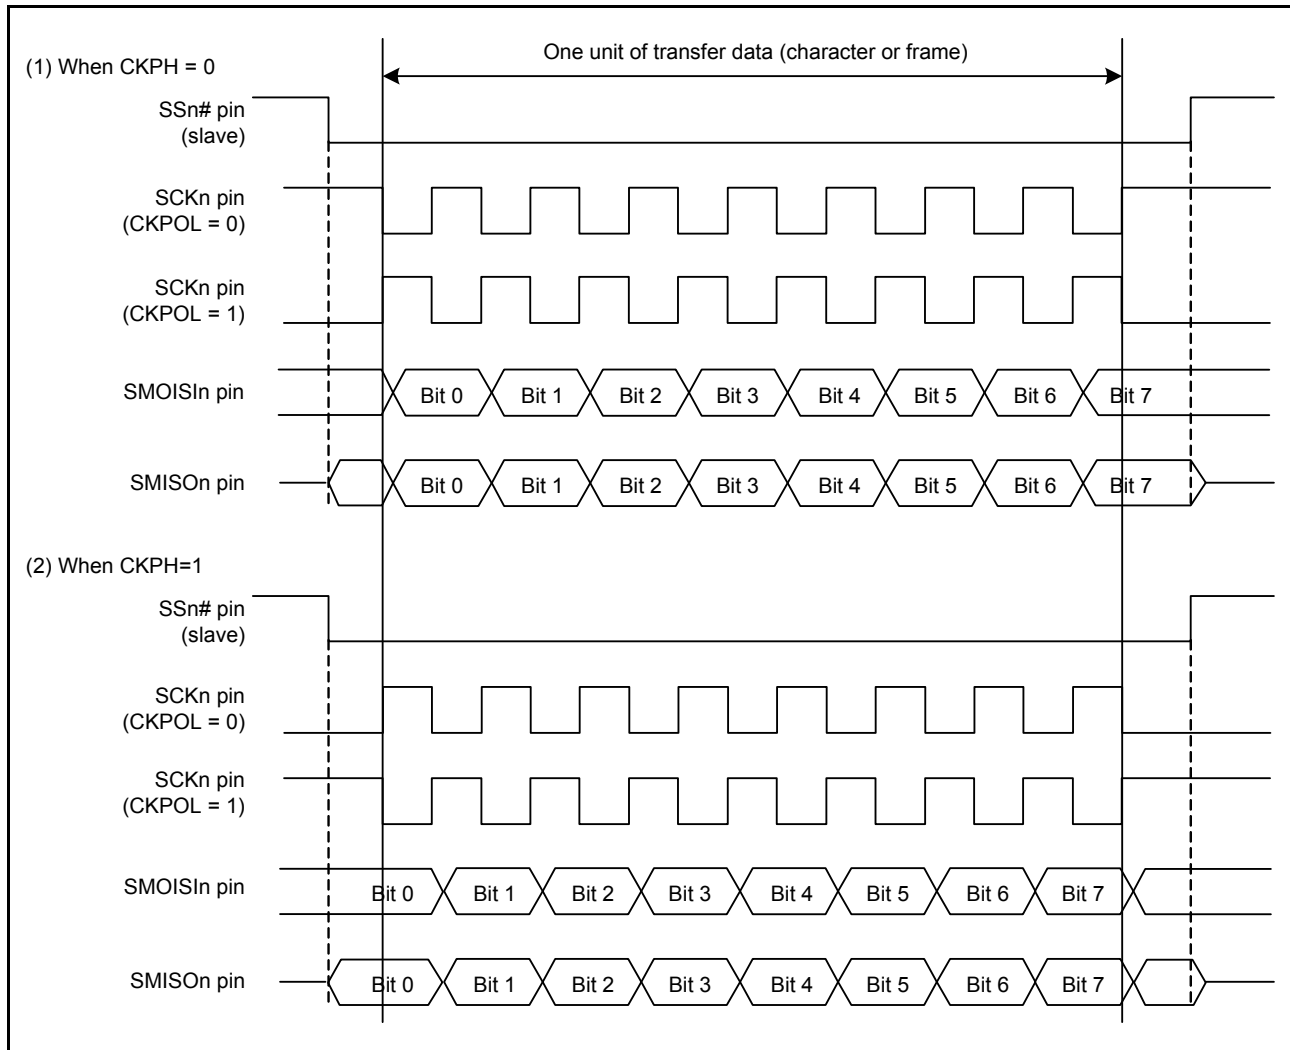 One unit of transfer data (character or frame)
(1) When CKPH = 0
SSn# pin
(slave)
SCKn pin
(CKPOL = 0)
SCKn pin
(CKPOL = 1)
SMOISIn pin
Bit 0 Bit 1 Bit 2 Bit 3 Bit 4 Bit 5 Bit 6 Bit 7
SMISOn pin
Bit 0 Bit 1 Bit 2 Bit 3 Bit 4 Bit 5 Bit 6 Bit 7
(2) When CKPH=1
SSn# pin
(slave)
SCKn pin
(CKPOL = 0)
SCKn pin
(CKPOL = 1)
SMOISIn pin
Bit 0 Bit 1 Bit 2 Bit 3 Bit 4 Bit 5 Bit 6 Bit 7
SMISOn pin
Bit 0 Bit 1 Bit 2 Bit 3 Bit 4 Bit 5 Bit 6 Bit 7